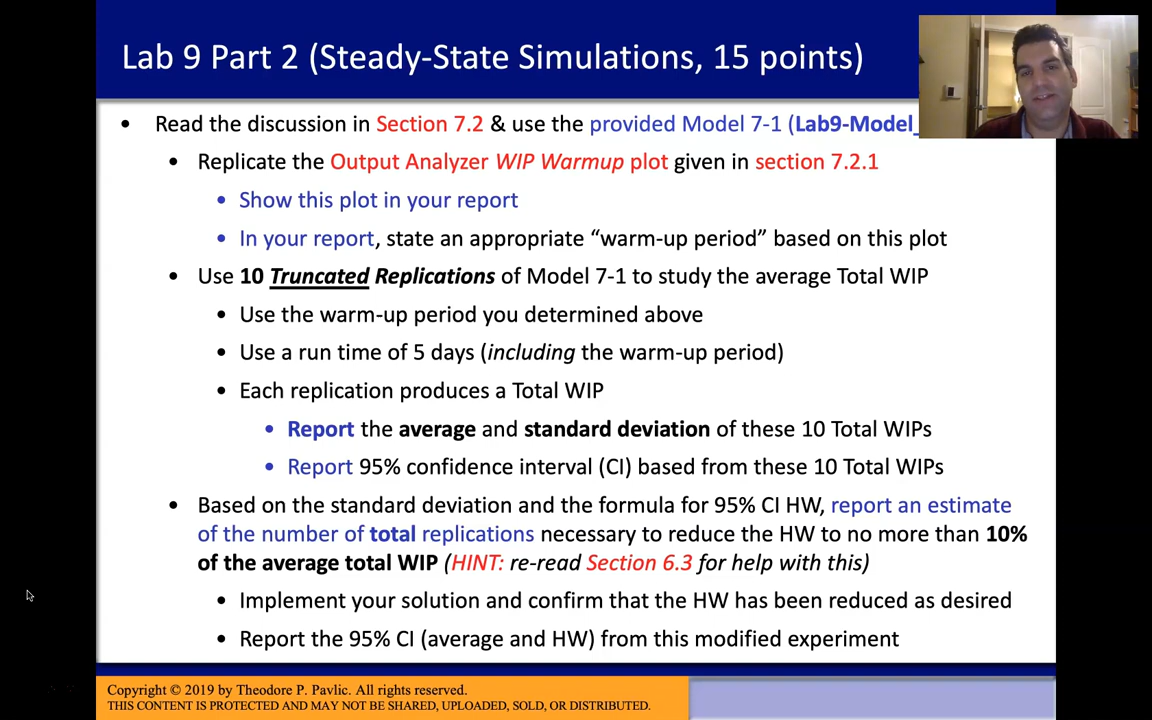 Lab 9 Part 2 (Steady-State Simulations, 15 points)
• Read the discussion in Section 7.2 & use the provided Model 7-1 (Lab9-Model_
• Replicate the Output Analyzer WIP Warmup plot given in section 7.2.1
• Show this plot in your report
• In your report, state an appropriate “warm-up period” based on this plot
• Use 10 Truncated Replications of Model 7-1 to study the average Total WIP
• Use the warm-up period you determined above
• Use a run time of 5 days (including the warm-up period)
• Each replication produces a Total WIP
• Report the average and standard deviation of these 10 Total WIPs
• Report 95% confidence interval (CI) based from these 10 Total WIPs
• Based on the standard deviation and the formula for 95% CI HW, report an estimate
of the number of total replications necessary to reduce the HW to no more than 10%
of the average total WIP (HINT: re-read Section 6.3 for help with this)
• Implement your solution and confirm that the HW has been reduced as desired
• Report the 95% CI (average and HW) from this modified experiment
Copyright © 2019 by Theodore P. Pavlic. All rights reserved.
THIS CONTENT IS PROTECTED AND MAY NOT BE SHARED, UPLOADED, SOLD, OR DISTRIBUTED.